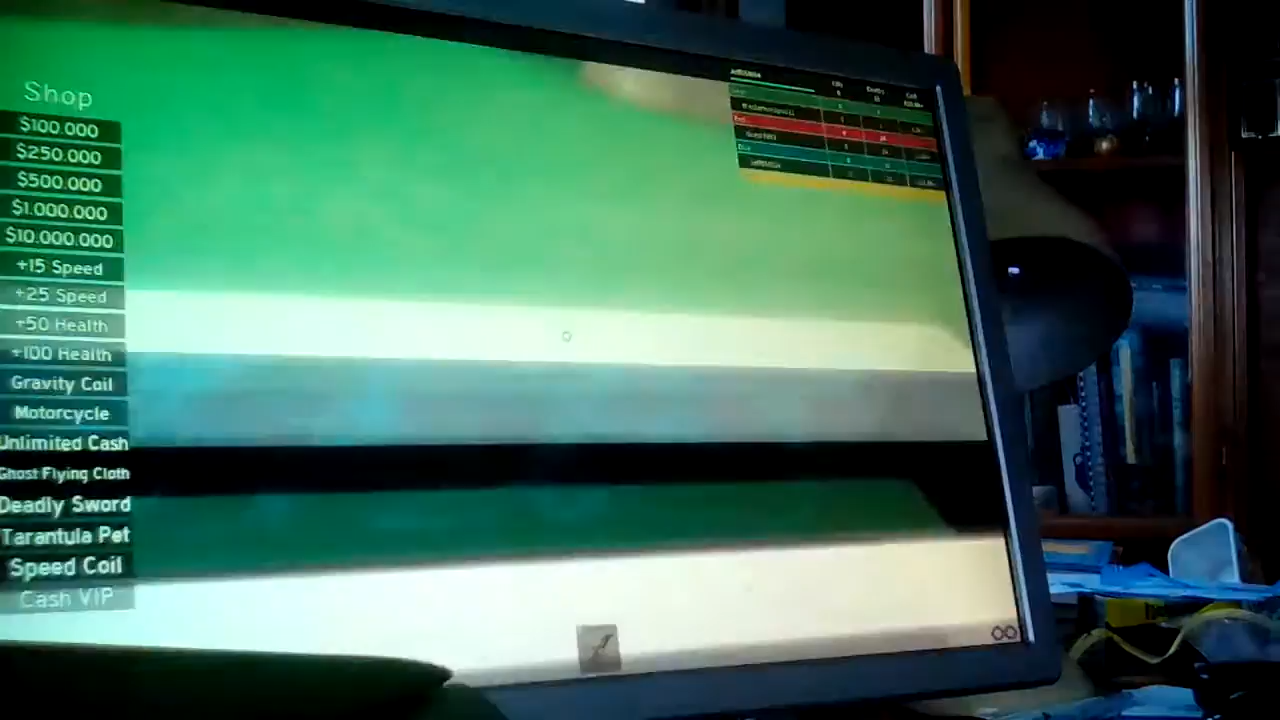 Shop
$100.000
$250.000
$500.000
$1.000.000
$10.000.000
+15 Speed
+25 Speed
+50 Health
+100 Health
Gravity Coil
Motorcycle
Unlimited Cash
Ghost Flying Cloth
Deadly Sword
Tarantula Pet
Speed Coil
Cash VIP
Deaths